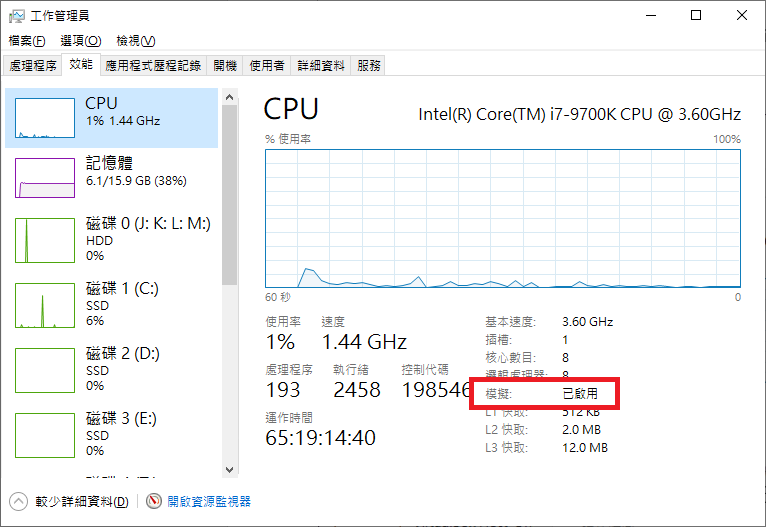 工作管理員
檔案(F) 選項(O) 檢視(V)
處理程序 效能 應用程式歷程記錄 開機 使用者 詳細資料 服務
CPU
1% 1.44 GHz
記憶體
6.1/15.9 GB (38%)
磁碟 0 (J: K: L: M:)
HDD
0%
磁碟 1 (C:)
SSD
6%
磁碟 2 (D:)
SSD
0%
磁碟 3 (E:)
SSD
0%
CPU
Intel(R) Core(TM) i7-9700K CPU @ 3.60GHz
% 使用率 100%
60 秒 0
使用率 速度
1% 1.44 GHz
處理程序 執行緒 控制代碼
193 2458 198546
運作時間
65:19:14:40
基本速度: 3.60 GHz
插槽: 1
核心數目: 8
邏輯處理器: 8
模擬: 已啟用
L1 快取: 512 KB
L2 快取: 2.0 MB
L3 快取: 12.0 MB
較少詳細資料(D) 開啟資源監視器